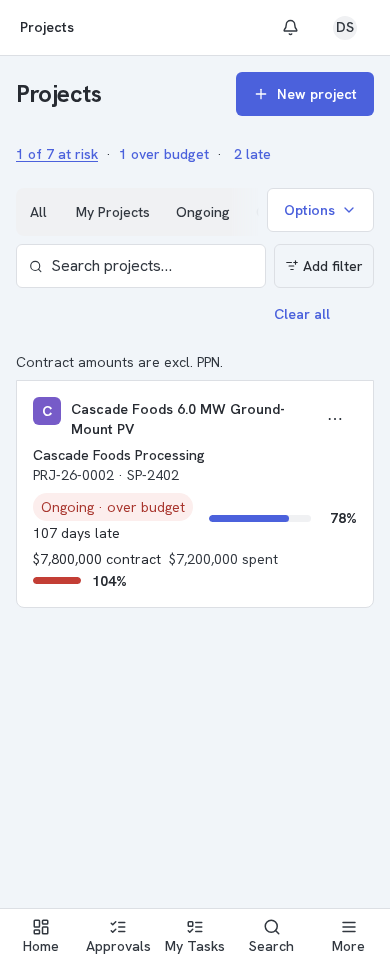 Projects
DS
Projects
New project
1 of 7 at risk · 1 over budget · 2 late
All My Projects Ongoing
Options
Search projects...
Add filter
Clear all
Contract amounts are excl. PPN.
C
Cascade Foods 6.0 MW Ground-
Mount PV
...
Cascade Foods Processing
PRJ-26-0002 · SP-2402
Ongoing · over budget
107 days late
78%
$7,800,000 contract $7,200,000 spent
104%
Home Approvals My Tasks Search More